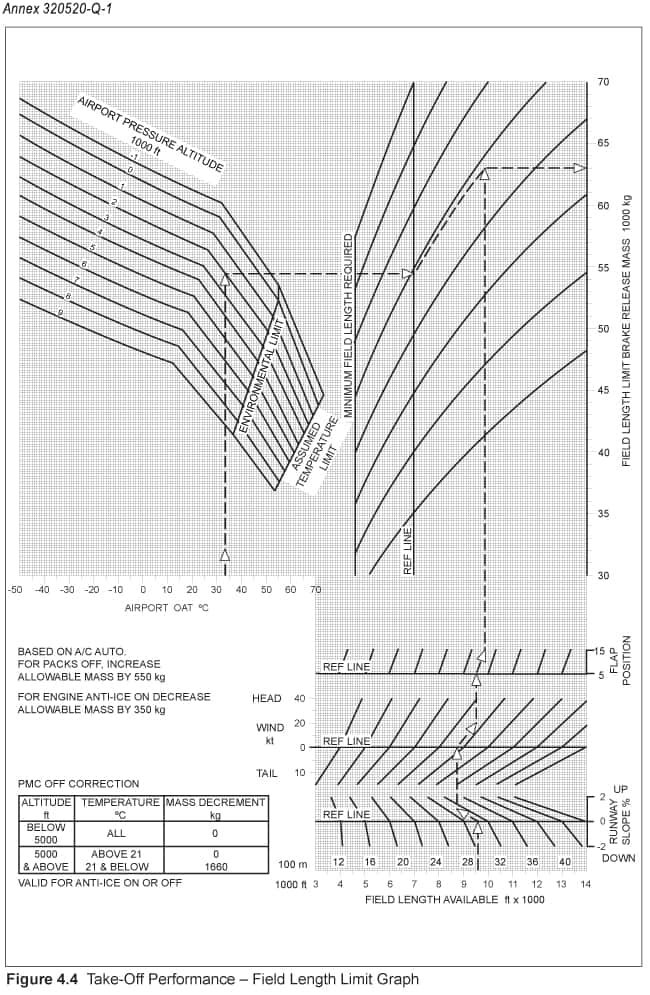 Annex 320520-Q-1
AIRPORT PRESSURE ALTITUDE
1000 ft
-1
0
1
2
3
4
5
6
7
8
9
ENVIRONMENTAL LIMIT
ASSUMED
TEMPERATURE
LIMIT
MINIMUM FIELD LENGTH REQUIRED
REF LINE
70
65
60
55
50
45
40
35
30
FIELD LENGTH LIMIT BRAKE RELEASE MASS 1000 kg
-50 -40 -30 -20 -10 0 10 20 30 40 50 60 70
AIRPORT OAT ºC
BASED ON A/C AUTO.
FOR PACKS OFF, INCREASE
ALLOWABLE MASS BY 550 kg
FOR ENGINE ANTI-ICE ON DECREASE
ALLOWABLE MASS BY 350 kg
REF LINE
15
5
FLAP
POSITION
HEAD 40
WIND 20
kt 0
TAIL 10
REF LINE
REF LINE
2
0
-2
UP
RUNWAY
SLOPE %
DOWN
PMC OFF CORRECTION
ALTITUDE TEMPERATURE MASS DECREMENT
ft ºC kg
BELOW
5000 ALL 0
5000 ABOVE 21 0
& ABOVE 21 & BELOW 1660
VALID FOR ANTI-ICE ON OR OFF
100 m 12 16 20 24 28 32 36 40
1000 ft 3 4 5 6 7 8 9 10 11 12 13 14
FIELD LENGTH AVAILABLE ft x 1000
Figure 4.4 Take-Off Performance – Field Length Limit Graph